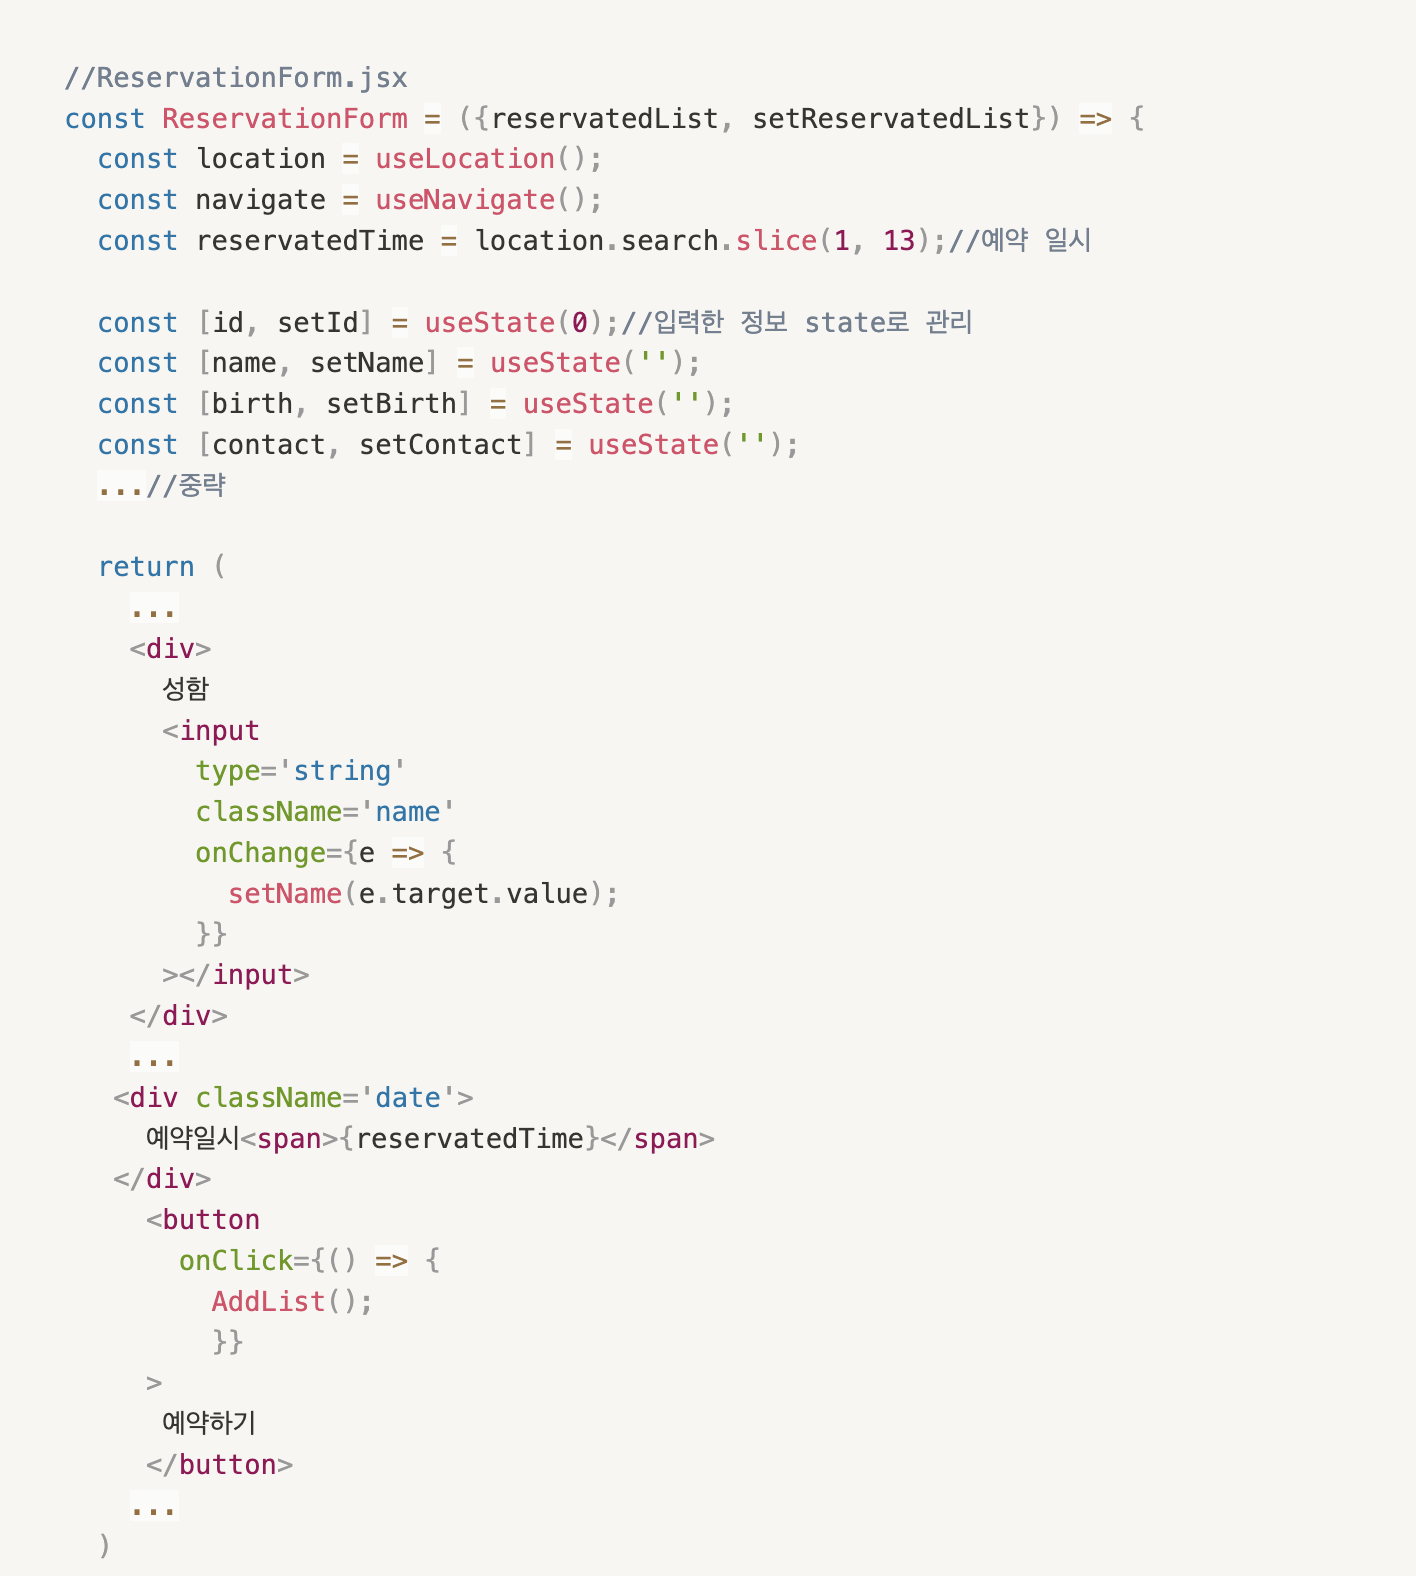 //ReservationForm.jsx
const ReservationForm = ({reservatedList, setReservatedList}) => {
  const location = useLocation();
  const navigate = useNavigate();
  const reservatedTime = location.search.slice(1, 13);//예약 일시

  const [id, setId] = useState(0);//입력한 정보 state로 관리
  const [name, setName] = useState('');
  const [birth, setBirth] = useState('');
  const [contact, setContact] = useState('');
  ...//중략

  return (
    ...
    <div>
      성함
      <input
        type='string'
        className='name'
        onChange={e => {
          setName(e.target.value);
        }}
      ></input>
    </div>
    ...
   <div className='date'>
     예약일시<span>{reservatedTime}</span>
   </div>
     <button
       onClick={() => {
         AddList();
         }}
     >
      예약하기
     </button>
    ...
  )